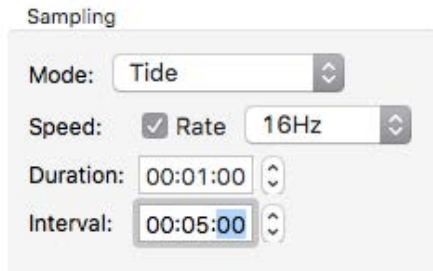 Sampling
Mode: Tide
Speed: Rate 16Hz
Duration: 00:01:00
Interval: 00:05:00